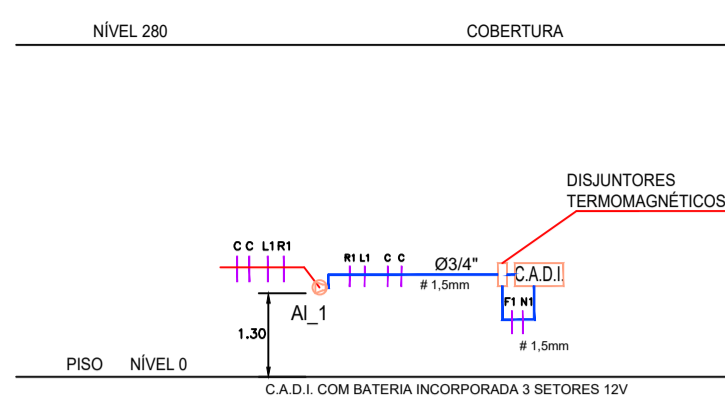 NÍVEL 280 COBERTURA
DISJUNTORES
TERMOMAGNÉTICOS
C C L1 R1
R1 L1 C C Ø3/4" C.A.D.I.
# 1,5mm
F1 N1
AI_1
1.30
# 1,5mm
PISO NÍVEL 0
C.A.D.I. COM BATERIA INCORPORADA 3 SETORES 12V